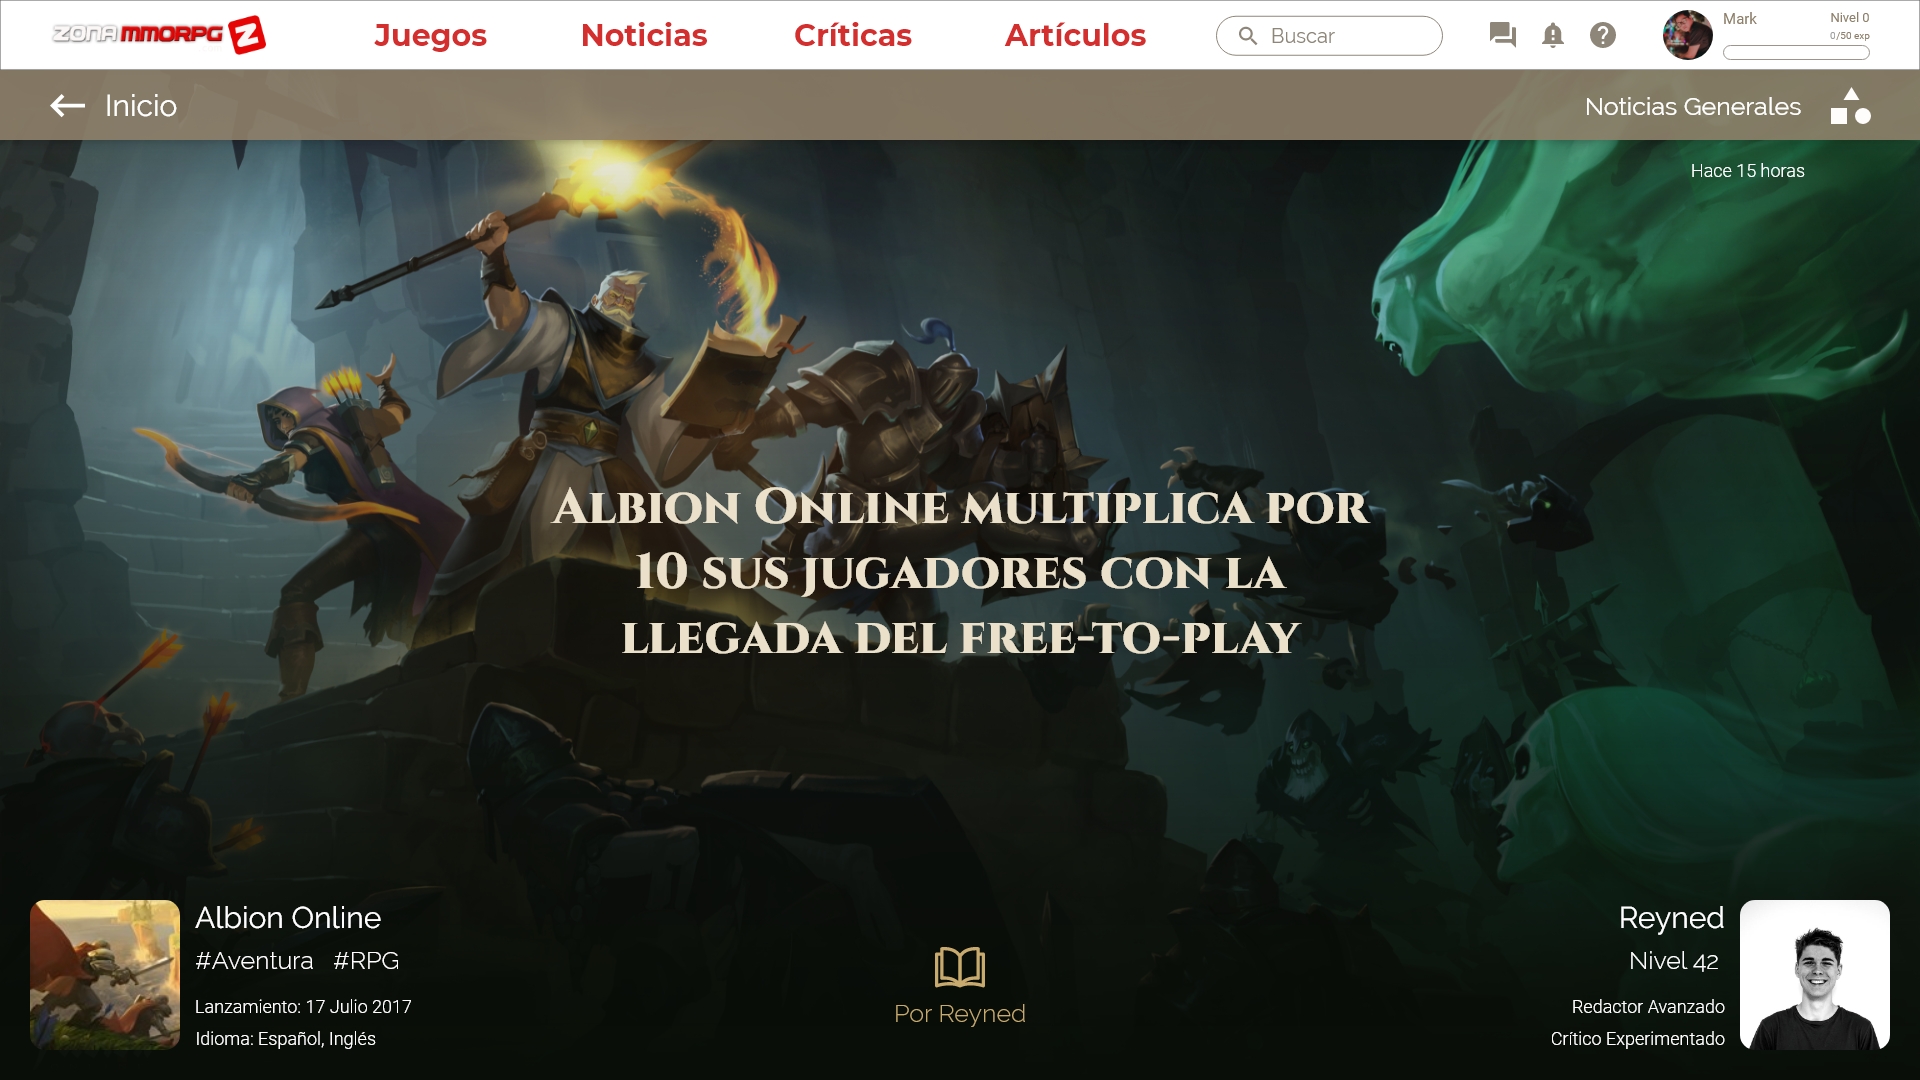 ZONA MMORPG Z
Juegos
Noticias
Críticas
Artículos
Buscar
Mark
Nivel 0
0/50 exp
Inicio
Noticias Generales
Hace 15 horas
Albion Online multiplica por
10 sus jugadores con la
llegada del free-to-play
Albion Online
#Aventura #RPG
Lanzamiento: 17 Julio 2017
Idioma: Español, Inglés
Por Reyned
Reyned
Nivel 42
Redactor Avanzado
Crítico Experimentado